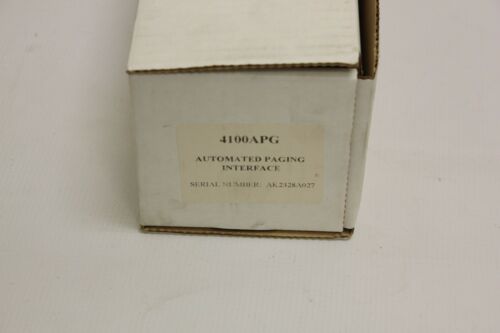 4100APG
AUTOMATED PAGING
INTERFACE
SERIAL NUMBER: AK2328A027